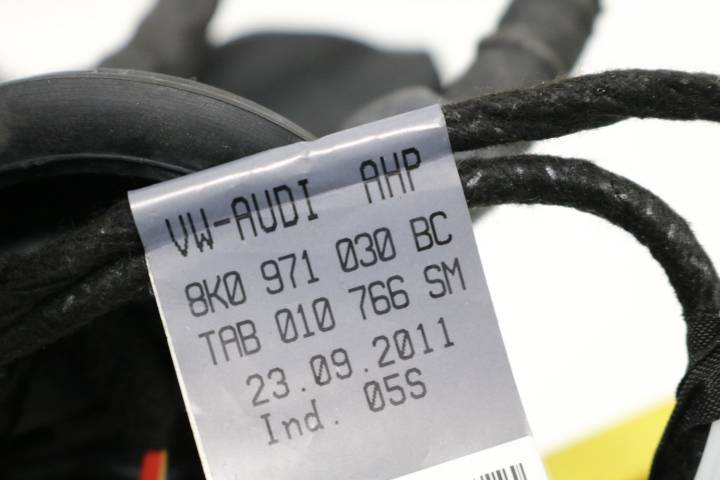 VW-AUDI AHP
8K0 971 030 BC
TAB 010 766 SM
23.09.2011
Ind. 05S